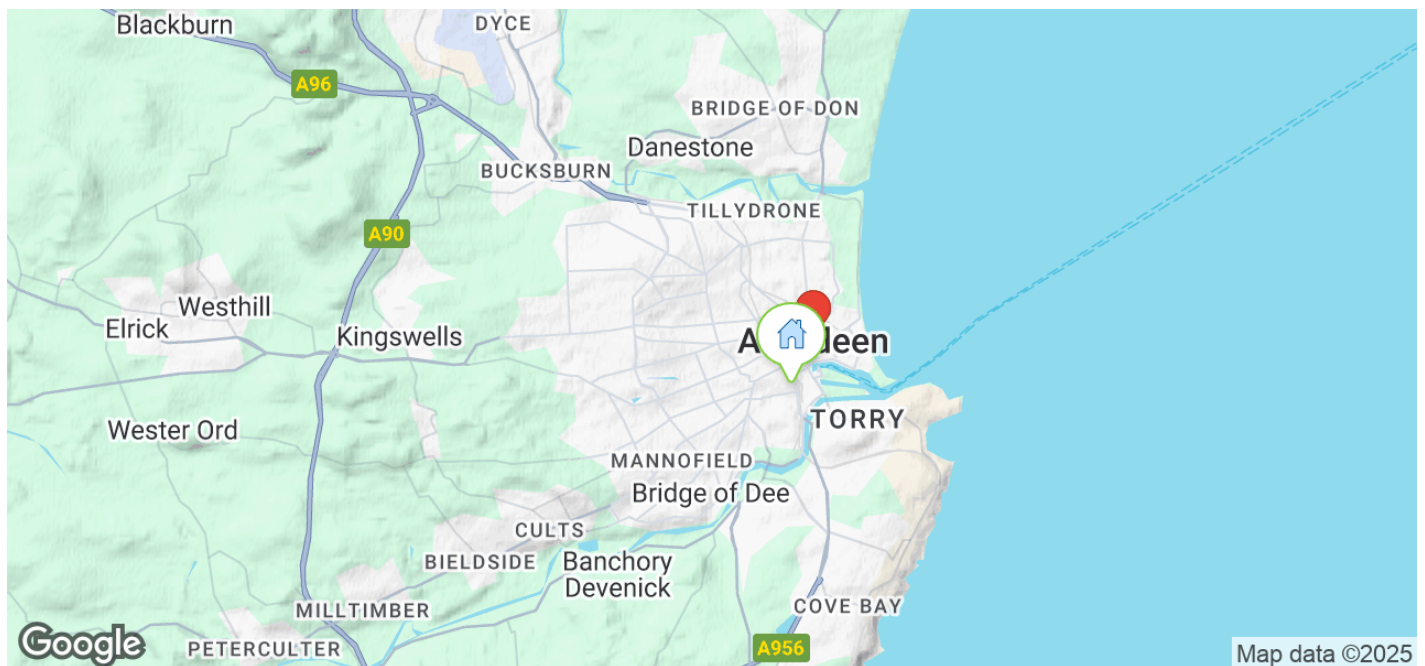 Blackburn
DYCE
A96
BRIDGE OF DON
Danestone
BUCKSBURN
TILLYDRONE
A90
Westhill
Elrick
Kingswells
A deen
TORRY
Wester Ord
MANNOFIELD
Bridge of Dee
CULTS
BIELDSIDE
Banchory
Devenick
MILLTIMBER
COVE BAY
PETERCULTER
A956
Google
Map data ©2025